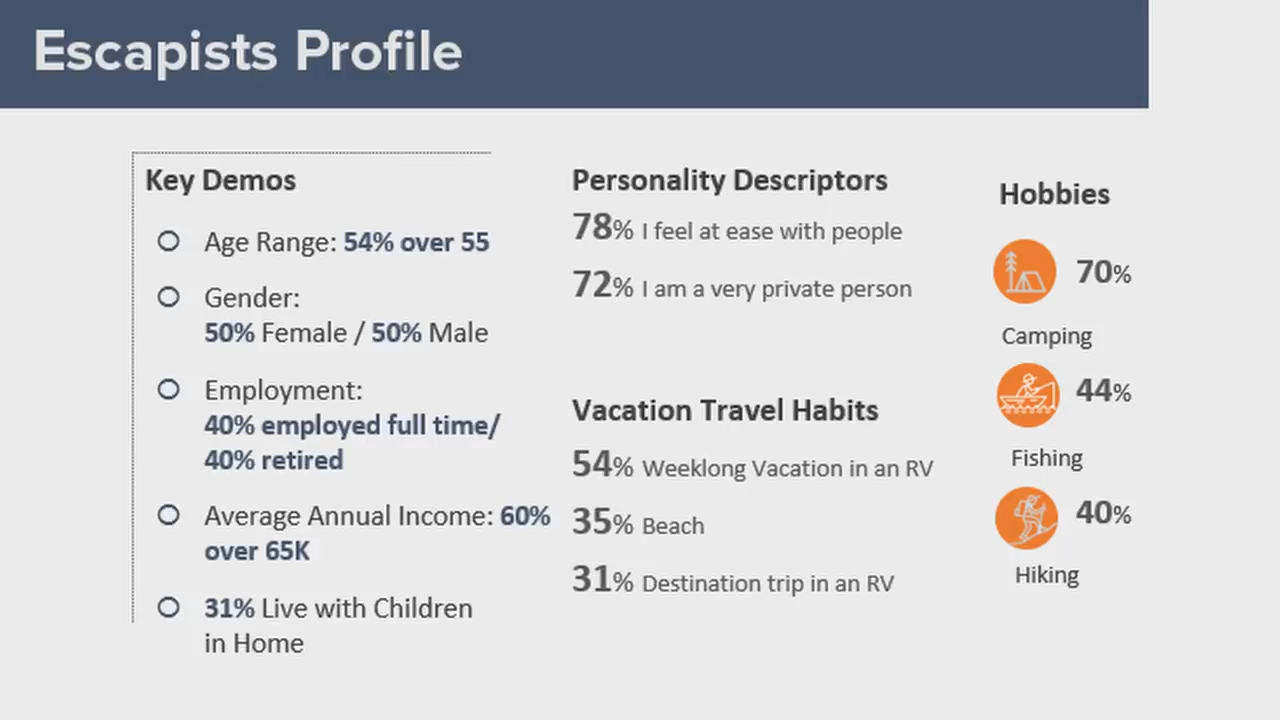 Escapists Profile
Key Demos
Age Range: 54% over 55
Gender:
50% Female / 50% Male
Employment:
40% employed full time/
40% retired
Average Annual Income: 60%
over 65K
31% Live with Children
in Home
Personality Descriptors
78% I feel at ease with people
72% I am a very private person
Vacation Travel Habits
54% Weeklong Vacation in an RV
35% Beach
31% Destination trip in an RV
Hobbies
70%
Camping
44%
Fishing
40%
Hiking